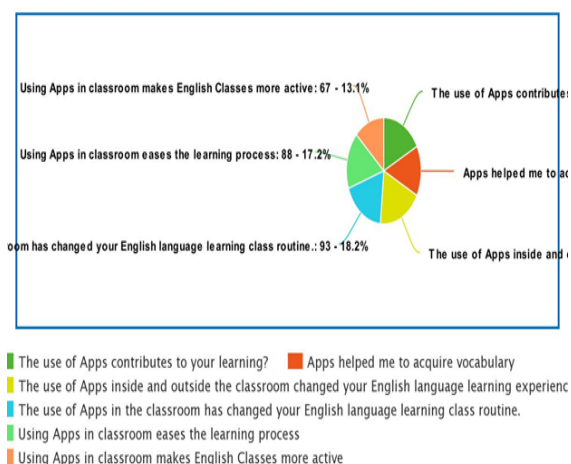 Using Apps in classroom makes English Classes more active: 67 - 13.1%
The use of Apps contributes
Using Apps in classroom eases the learning process: 88 - 17.2%
Apps helped me to ac
oom has changed your English language learning class routine.: 93 - 18.2%
The use of Apps inside and
The use of Apps contributes to your learning? Apps helped me to acquire vocabulary
The use of Apps inside and outside the classroom changed your English language learning experienc
The use of Apps in the classroom has changed your English language learning class routine.
Using Apps in classroom eases the learning process
Using Apps in classroom makes English Classes more active